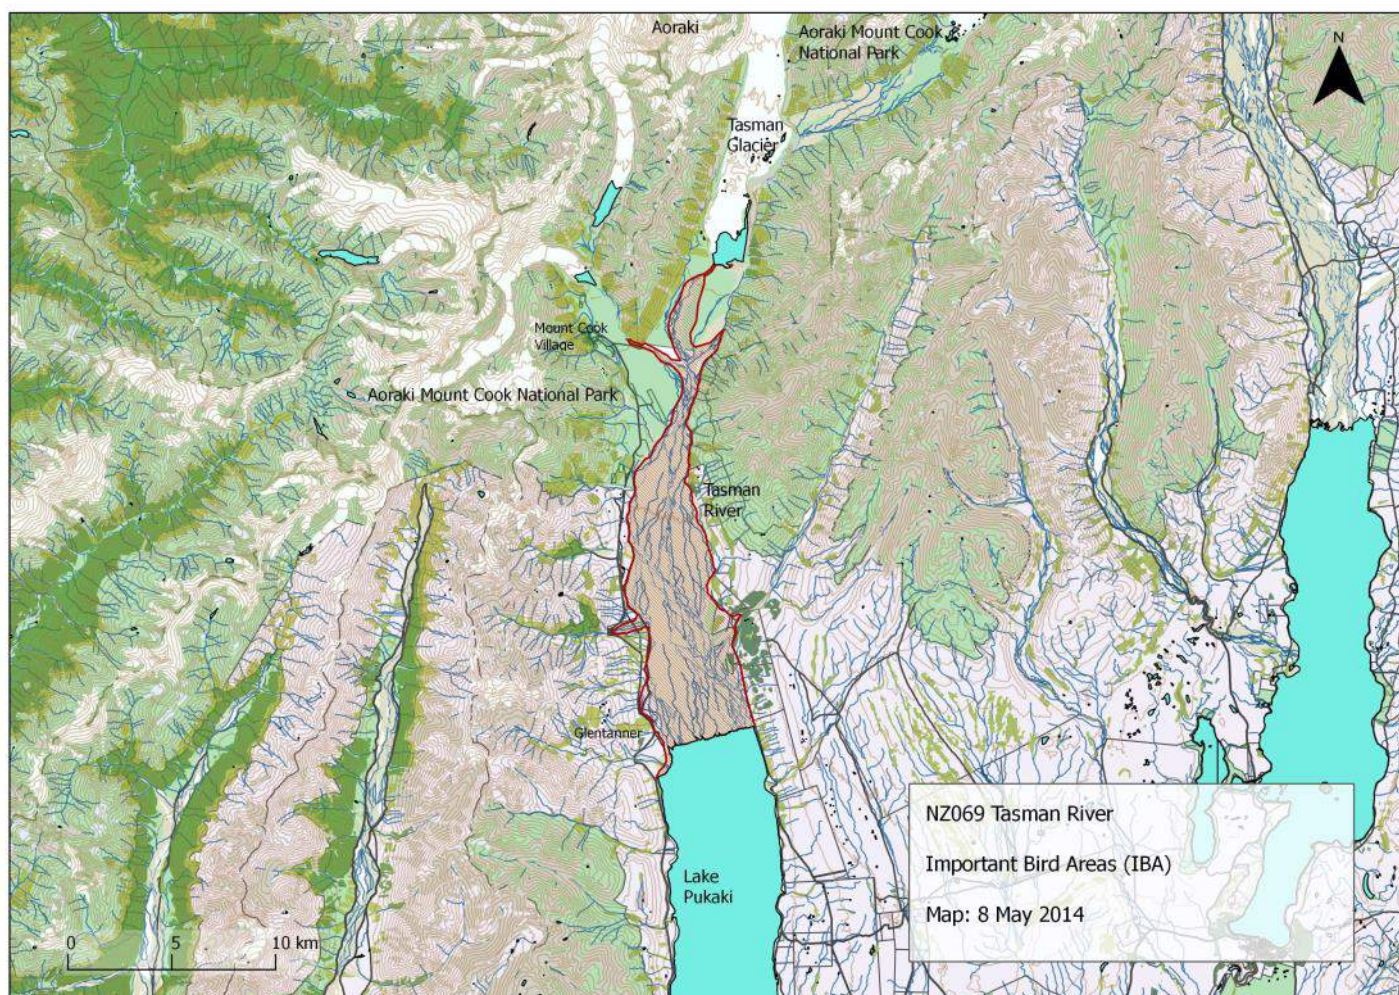 Aoraki
Aoraki Mount Cook
National Park
N
Tasman
Glacier
Mount Cook
Village
Aoraki Mount Cook National Park
Tasman
River
Glentanner
Lake
Pukaki
NZ069 Tasman River
Important Bird Areas (IBA)
Map: 8 May 2014
0 5 10 km